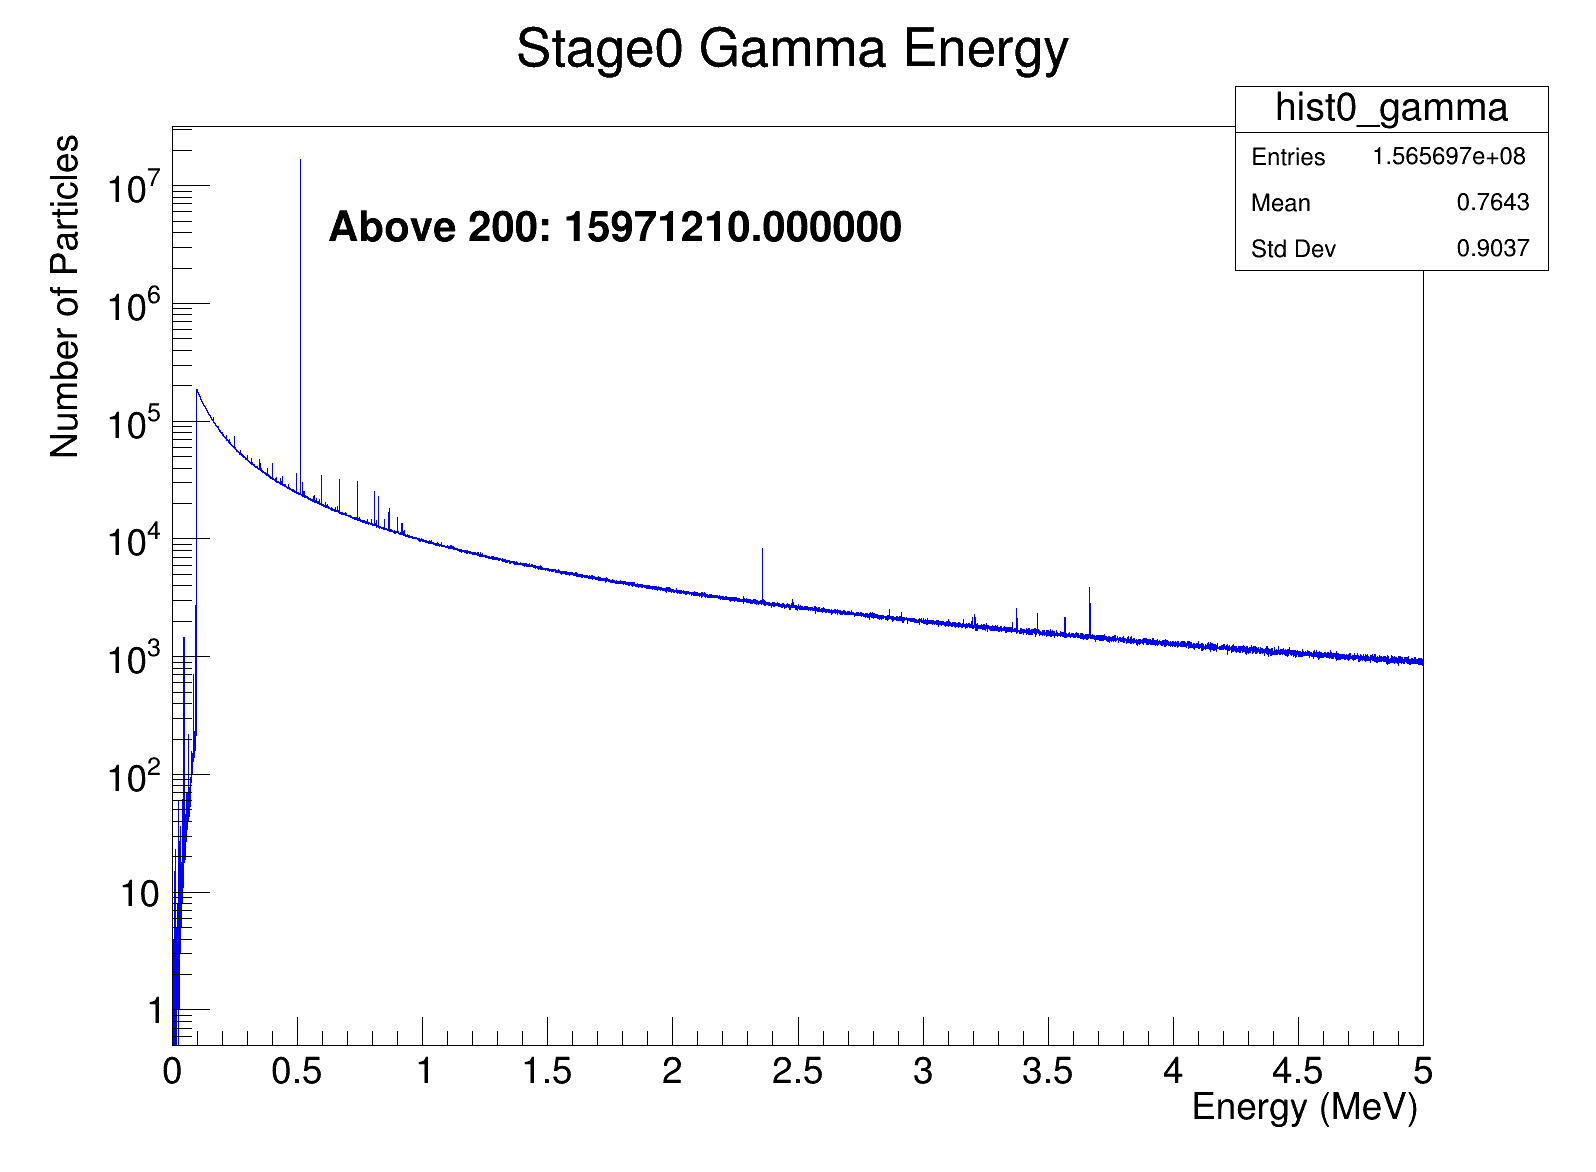 Stage0 Gamma Energy
hist0_gamma
Entries 1.565697e+08
Mean 0.7643
Std Dev 0.9037
Above 200: 15971210.000000
Number of Particles
10^7
10^6
10^5
10^4
10^3
10^2
10
1
0 0.5 1 1.5 2 2.5 3 3.5 4 4.5 5
Energy (MeV)